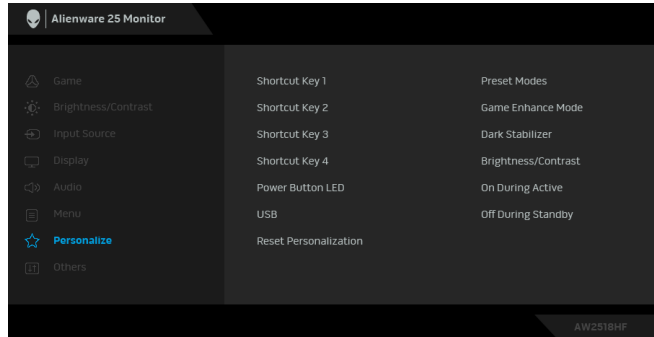 Alienware 25 Monitor
Game
Brightness/Contrast
Input Source
Display
Audio
Menu
Personalize
Others
Shortcut Key 1 Preset Modes
Shortcut Key 2 Game Enhance Mode
Shortcut Key 3 Dark Stabilizer
Shortcut Key 4 Brightness/Contrast
Power Button LED On During Active
USB Off During Standby
Reset Personalization
AW2518HF